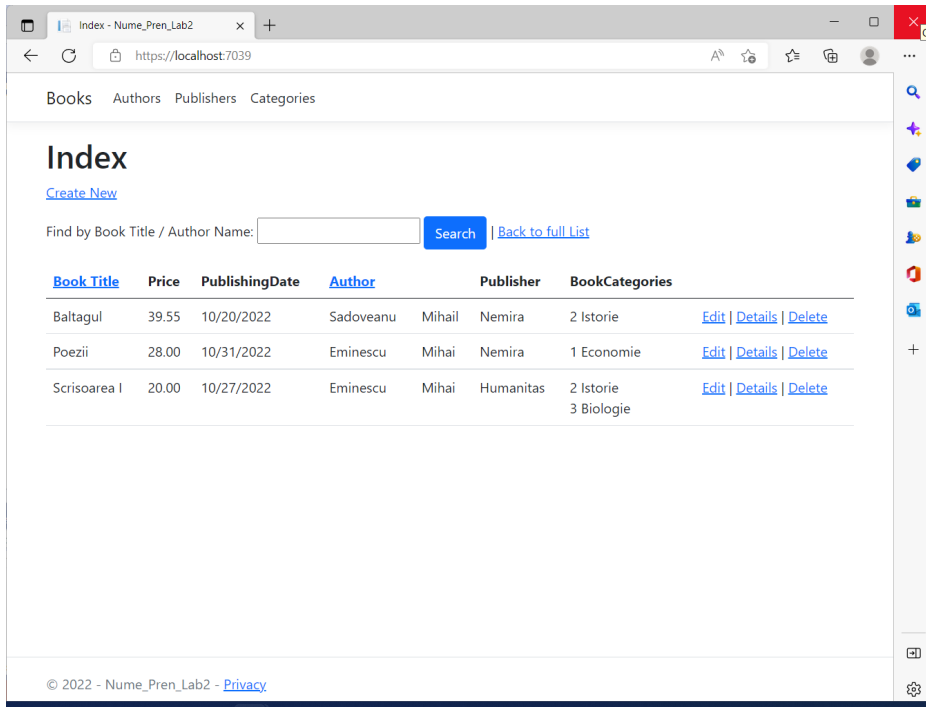 Index - Nume_Pren_Lab2
https://localhost:7039
Books Authors Publishers Categories
Index
Create New
Find by Book Title / Author Name: Search | Back to full List
Book Title Price PublishingDate Author Publisher BookCategories
Baltagul 39.55 10/20/2022 Sadoveanu Mihail Nemira 2 Istorie Edit | Details | Delete
Poezii 28.00 10/31/2022 Eminescu Mihai Nemira 1 Economie Edit | Details | Delete
Scrisoarea I 20.00 10/27/2022 Eminescu Mihai Humanitas 2 Istorie Edit | Details | Delete
3 Biologie
© 2022 - Nume_Pren_Lab2 - Privacy